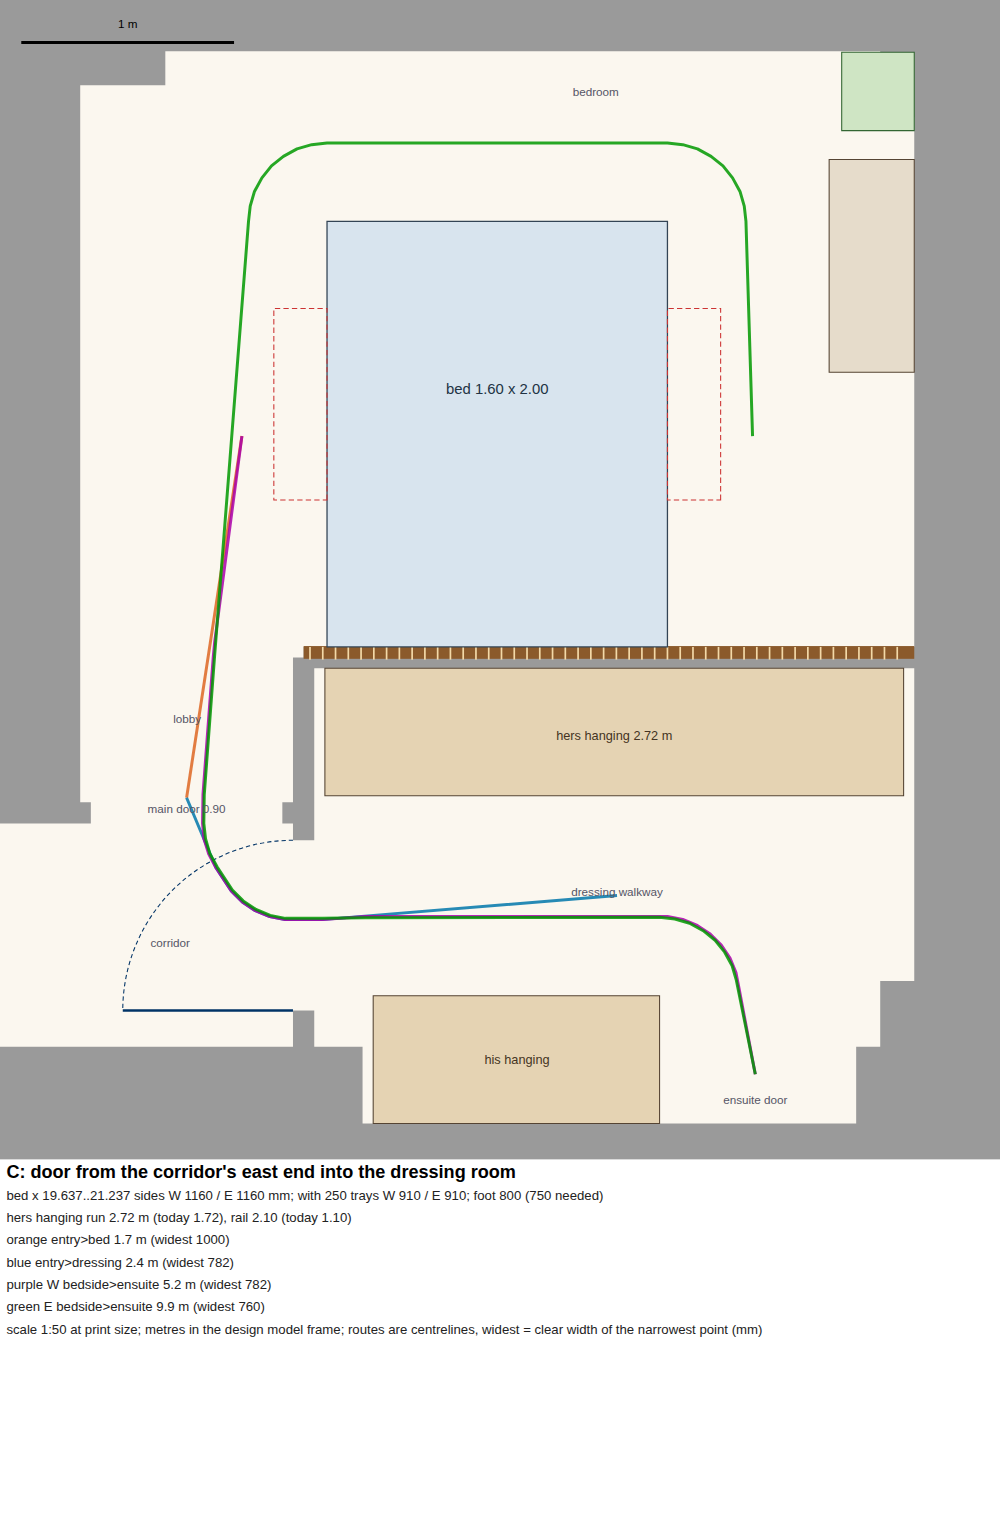 1 m
bedroom
bed 1.60 x 2.00
lobby
hers hanging 2.72 m
main door 0.90
dressing walkway
corridor
his hanging
ensuite door
C: door from the corridor's east end into the dressing room
bed x 19.637..21.237 sides W 1160 / E 1160 mm; with 250 trays W 910 / E 910; foot 800 (750 needed)
hers hanging run 2.72 m (today 1.72), rail 2.10 (today 1.10)
orange entry>bed 1.7 m (widest 1000)
blue entry>dressing 2.4 m (widest 782)
purple W bedside>ensuite 5.2 m (widest 782)
green E bedside>ensuite 9.9 m (widest 760)
scale 1:50 at print size; metres in the design model frame; routes are centrelines, widest = clear width of the narrowest point (mm)